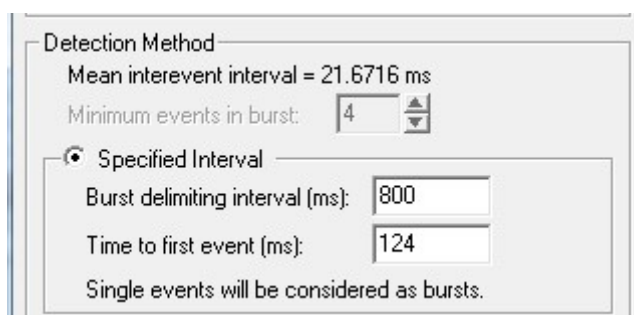 Detection Method
Mean interevent interval = 21.6716 ms
Minimum events in burst: 4
Specified Interval
Burst delimiting interval (ms): 800
Time to first event (ms): 124
Single events will be considered as bursts.